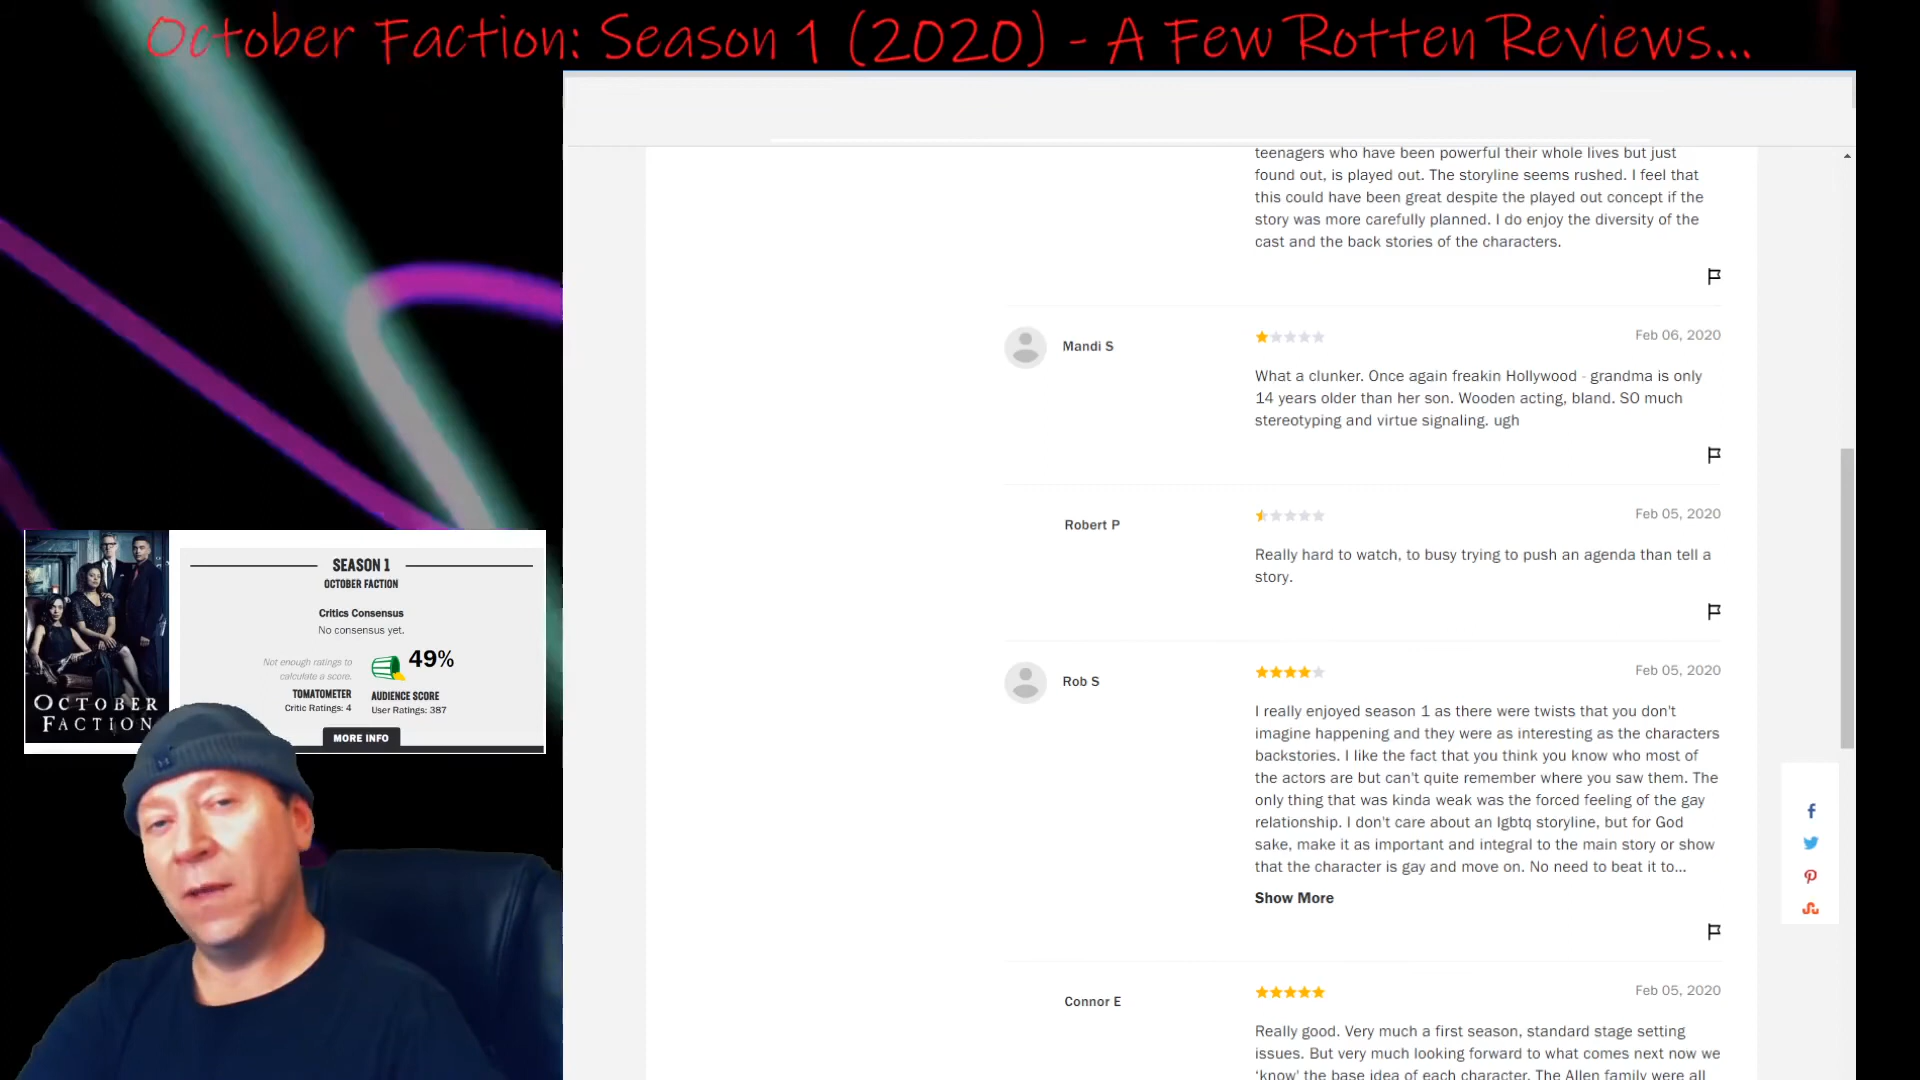 October Faction: Season 1 (2020) - A Few Rotten Reviews...
teenagers who have been powerful their whole lives but just
found out, is played out. The storyline seems rushed. I feel that
this could have been great despite the played out concept if the
story was more carefully planned. I do enjoy the diversity of the
cast and the back stories of the characters.
Mandi S
Feb 06, 2020
What a clunker. Once again freakin Hollywood - grandma is only
14 years older than her son. Wooden acting, bland. SO much
stereotyping and virtue signaling. ugh
Robert P
Feb 05, 2020
Really hard to watch, to busy trying to push an agenda than tell a
story.
Rob S
Feb 05, 2020
I really enjoyed season 1 as there were twists that you don't
imagine happening and they were as interesting as the characters
backstories. I like the fact that you think you know who most of
the actors are but can't quite remember where you saw them. The
only thing that was kinda weak was the forced feeling of the gay
relationship. I don't care about an lgbtq storyline, but for God
sake, make it as important and integral to the main story or show
that the character is gay and move on. No need to beat it to...
Show More
Connor E
Feb 05, 2020
Really good. Very much a first season, standard stage setting
issues. But very much looking forward to what comes next now we
'know' the base idea of each character. The Allen family were all
OCTOBER
FACTION
SEASON 1
OCTOBER FACTION
Critics Consensus
No consensus yet.
Not enough ratings to
calculate a score.
TOMATOMETER
Critic Ratings: 4
49%
AUDIENCE SCORE
User Ratings: 387
MORE INFO